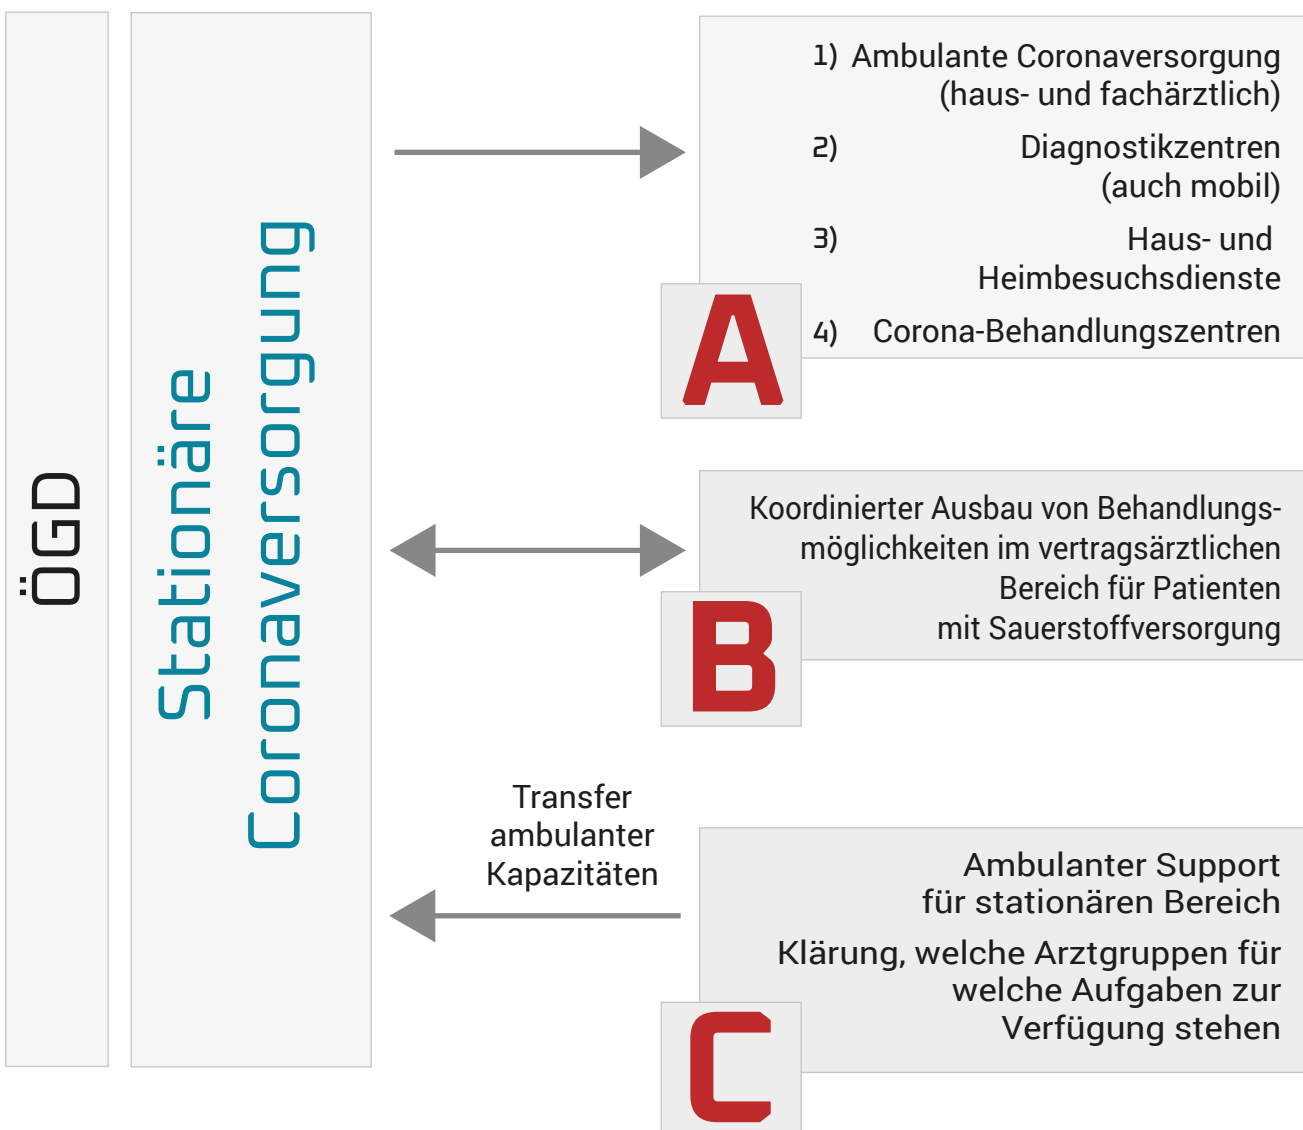 ÖGD
Stationäre
Coronaversorgung
1) Ambulante Coronaversorgung
(haus- und fachärztlich)
2) Diagnostikzentren
(auch mobil)
3) Haus- und
Heimbesuchsdienste
4) Corona-Behandlungszentren
A
Koordinierter Ausbau von Behandlungs-
möglichkeiten im vertragsärztlichen
Bereich für Patienten
mit Sauerstoffversorgung
B
Transfer
ambulanter
Kapazitäten
Ambulanter Support
für stationären Bereich
Klärung, welche Arztgruppen für
welche Aufgaben zur
Verfügung stehen
C